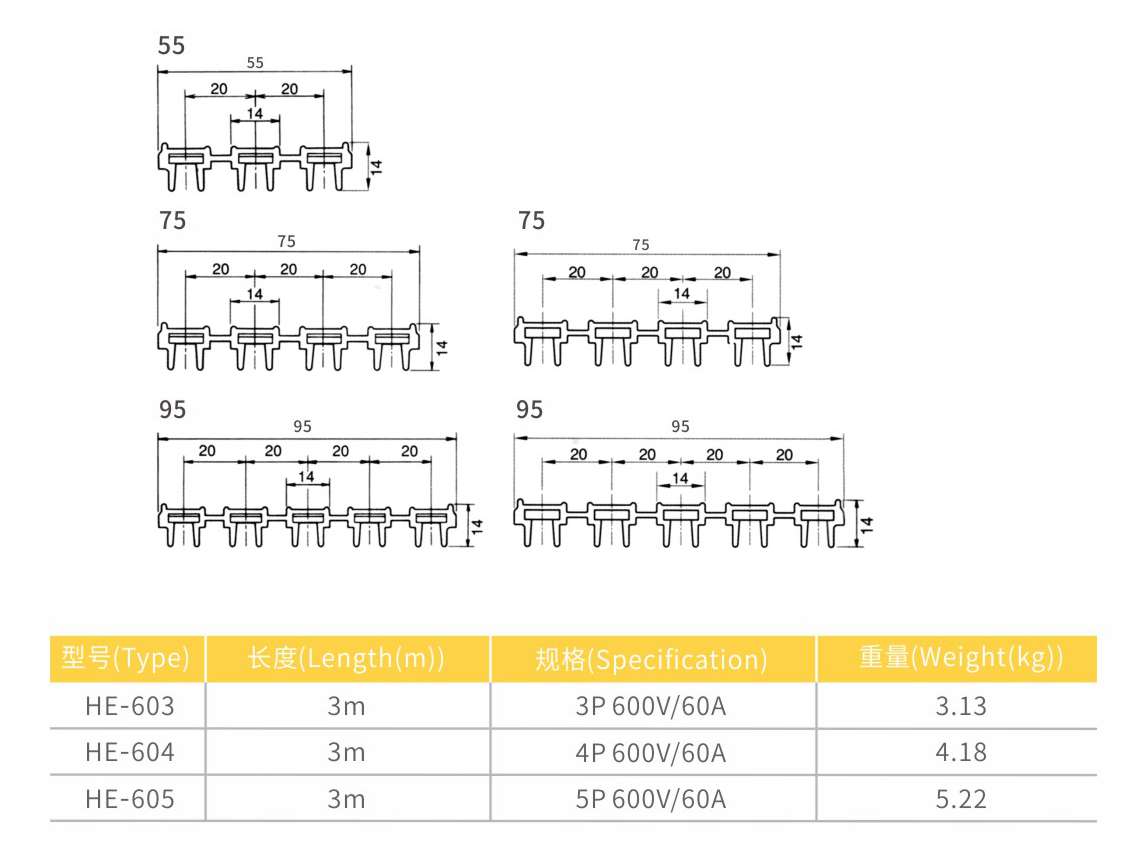 55
55
20 20
14
14
75
75
20 20 20
14
14
75
75
20 20 20
14
14
95
95
20 20 20 20
14
14
95
95
20 20 20 20
14
14
型号(Type) 长度(Length(m)) 规格(Specification) 重量(Weight(kg))
HE-603 3m 3P 600V/60A 3.13
HE-604 3m 4P 600V/60A 4.18
HE-605 3m 5P 600V/60A 5.22